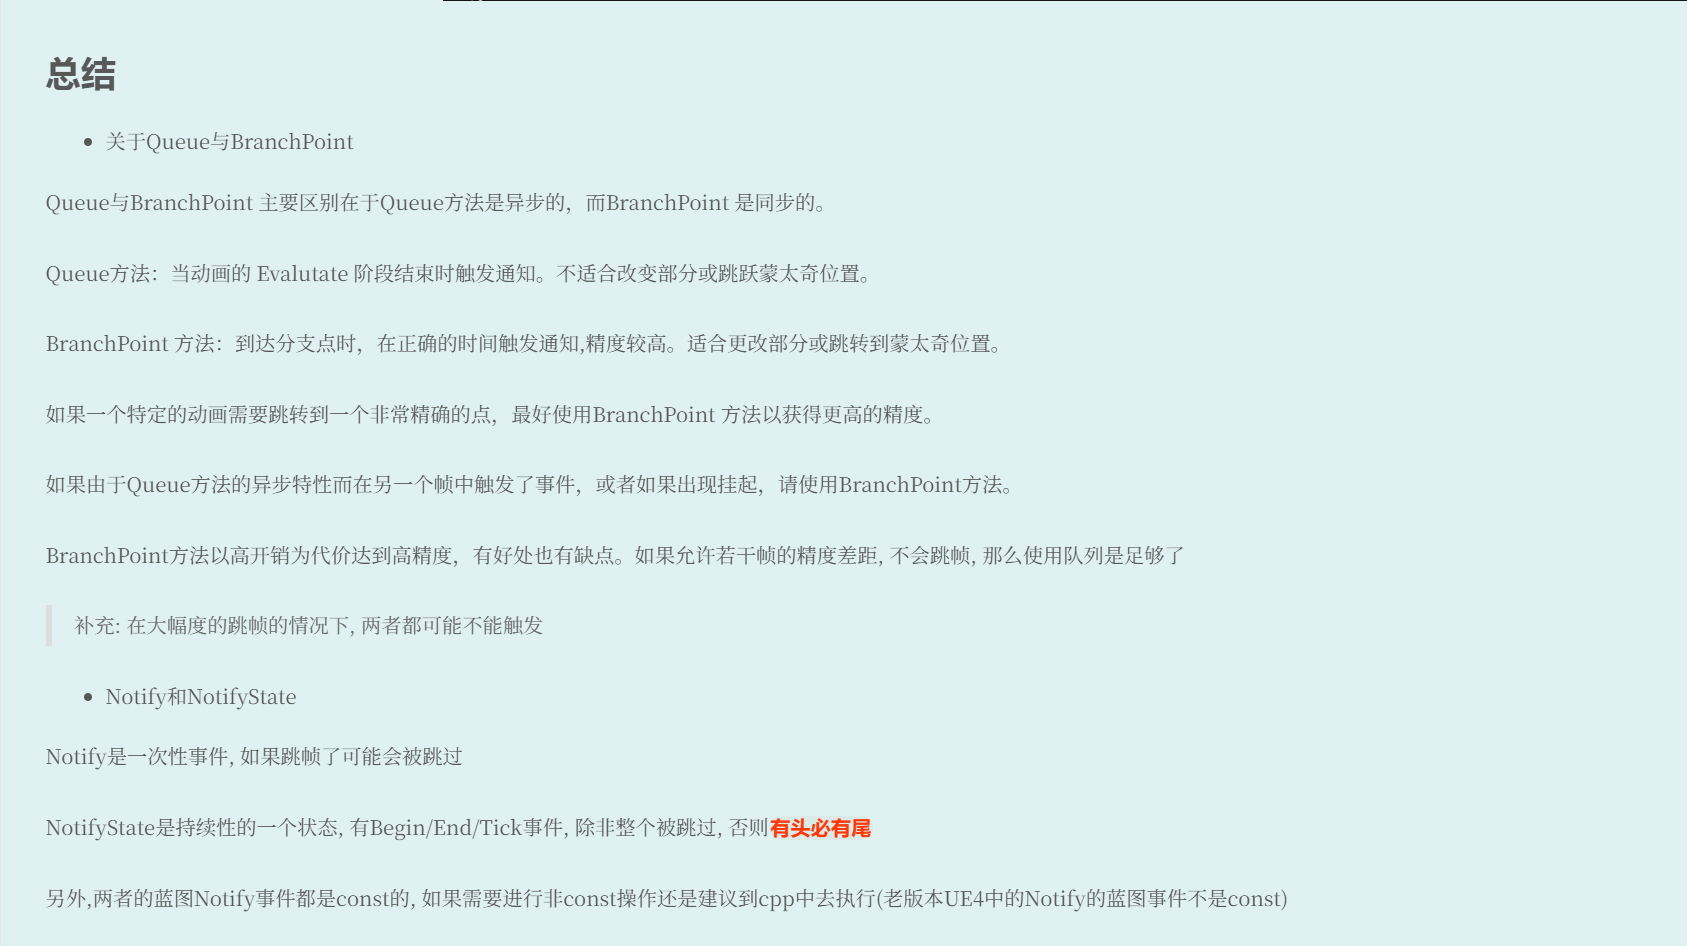 总结
关于Queue与BranchPoint
Queue与BranchPoint 主要区别在于Queue方法是异步的，而BranchPoint 是同步的。
Queue方法：当动画的 Evalutate 阶段结束时触发通知。不适合改变部分或跳跃蒙太奇位置。
BranchPoint 方法：到达分支点时，在正确的时间触发通知,精度较高。适合更改部分或跳转到蒙太奇位置。
如果一个特定的动画需要跳转到一个非常精确的点，最好使用BranchPoint 方法以获得更高的精度。
如果由于Queue方法的异步特性而在另一个帧中触发了事件，或者如果出现挂起，请使用BranchPoint方法。
BranchPoint方法以高开销为代价达到高精度，有好处也有缺点。如果允许若干帧的精度差距, 不会跳帧, 那么使用队列是足够了
补充: 在大幅度的跳帧的情况下, 两者都可能不能触发
Notify和NotifyState
Notify是一次性事件, 如果跳帧了可能会被跳过
NotifyState是持续性的一个状态, 有Begin/End/Tick事件, 除非整个被跳过, 否则有头必有尾
另外,两者的蓝图Notify事件都是const的, 如果需要进行非const操作还是建议到cpp中去执行(老版本UE4中的Notify的蓝图事件不是const)